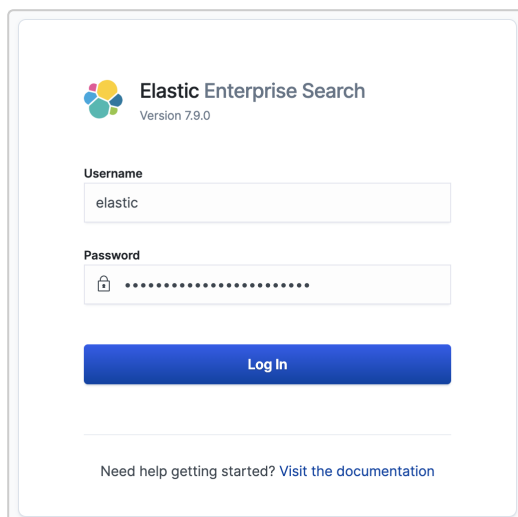 Elastic Enterprise Search
Version 7.9.0
Username
elastic
Password
••••••••••••••••••••••••
Log In
Need help getting started? Visit the documentation